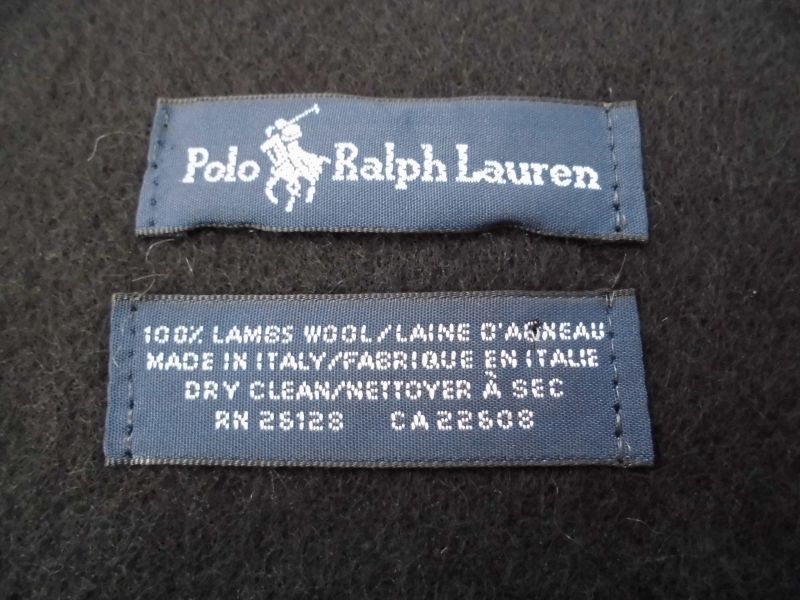 Polo Ralph Lauren
100% LAMBS WOOL/LAINE D'AGNEAU
MADE IN ITALY/FABRIQUE EN ITALIE
DRY CLEAN/NETTOYER À SEC
RN 26128 CA 22608